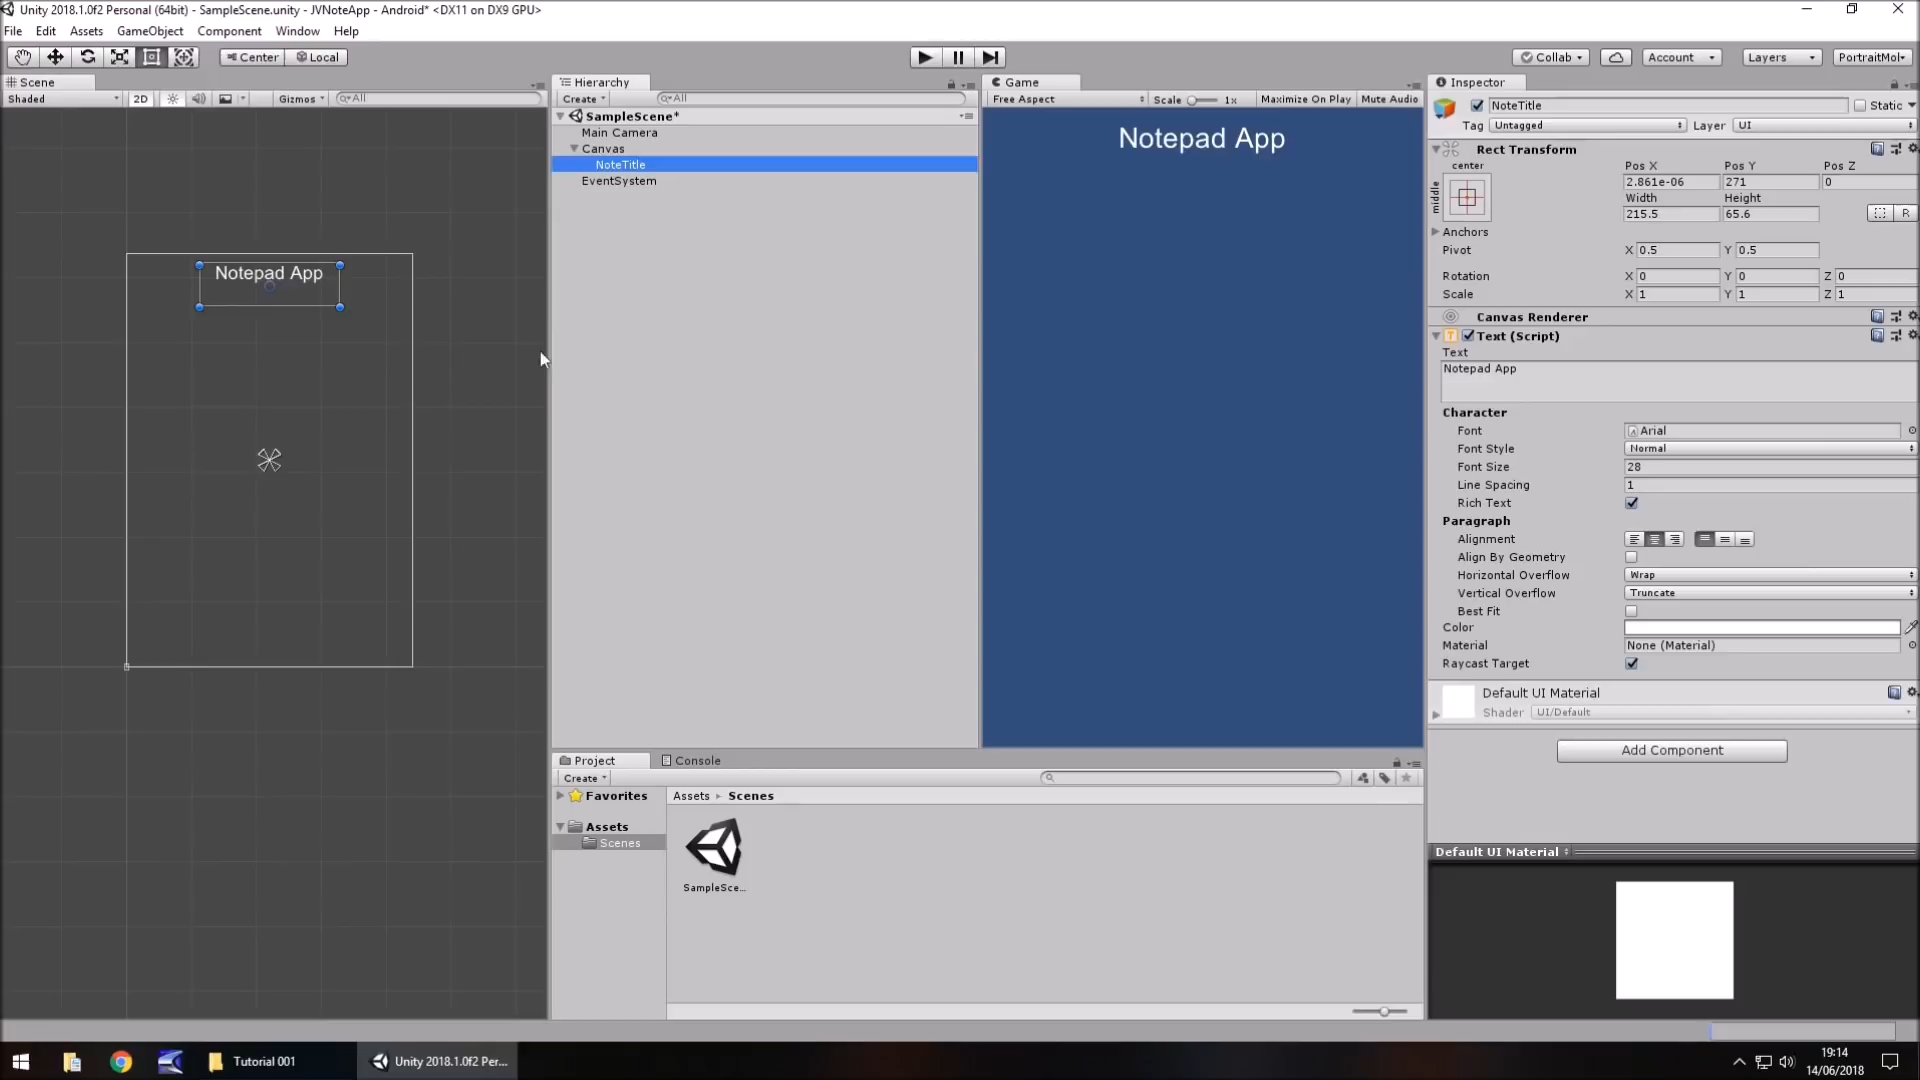 Unity 2018.1.0f2 Personal (64bit) - SampleScene.unity - JVNoteApp - Android* <DX11 on DX9 GPU>
File Edit Assets GameObject Component Window Help
Center Local Collab Account Layers PortraitMol
Scene
Shaded 2D Gizmos All
Hierarchy
Create All
SampleScene*
Main Camera
Canvas
NoteTitle
EventSystem
Notepad App
Game
Free Aspect Scale 1x Maximize On Play Mute Audio
Notepad App
Inspector
NoteTitle Static
Tag Untagged Layer UI
Rect Transform
center
middle
Pos X Pos Y Pos Z
2.861e-06 271 0
Width Height
215.5 65.6 R
Anchors
Pivot X 0.5 Y 0.5
Rotation X 0 Y 0 Z 0
Scale X 1 Y 1 Z 1
Canvas Renderer
Text (Script)
Text
Notepad App
Character
Font Arial
Font Style Normal
Font Size 28
Line Spacing 1
Rich Text
Paragraph
Alignment
Align By Geometry
Horizontal Overflow Wrap
Vertical Overflow Truncate
Best Fit
Color
Material None (Material)
Raycast Target
Default UI Material
Shader UI/Default
Add Component
Default UI Material
Project Console
Create
Favorites
Assets
Scenes
Assets Scenes
SampleSce...
Tutorial 001
Unity 2018.1.0f2 Per...
19:14
14/06/2018